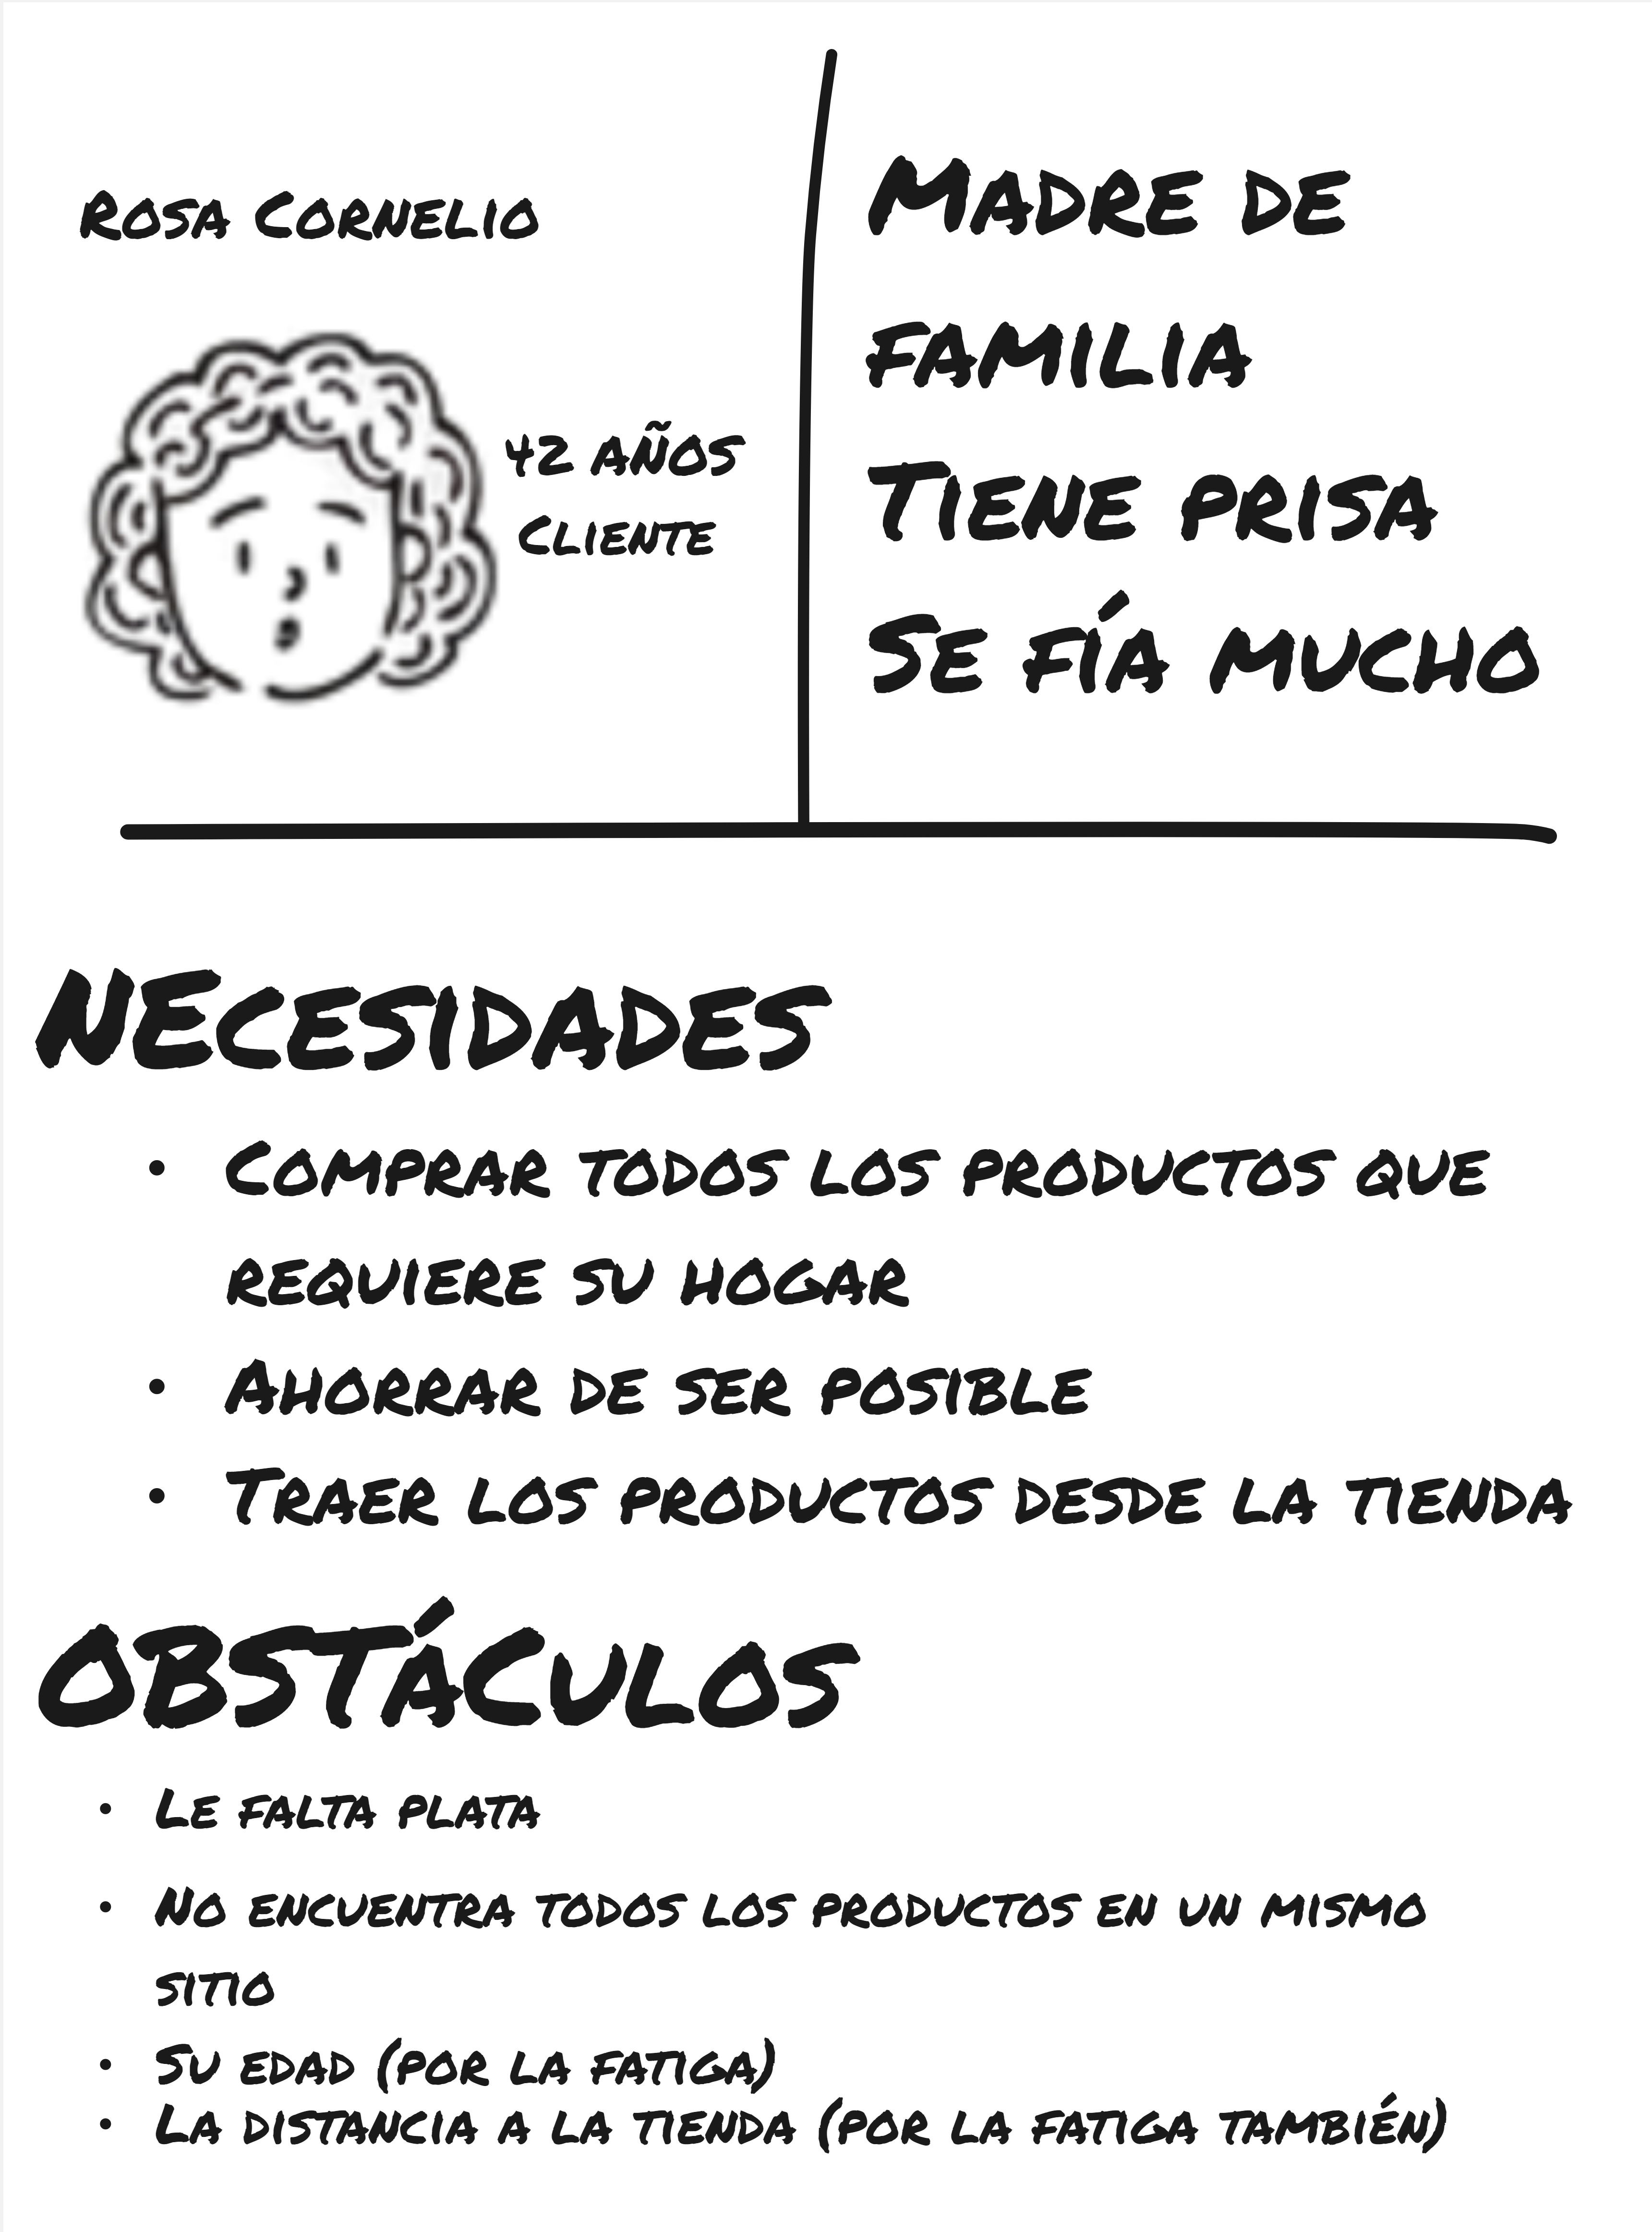 Rosa Cornelio
42 años
Cliente
Madre de
familia
Tiene prisa
Se fía mucho
NEcesidades
• Comprar todos los productos que
requiere su hogar
• Ahorrar de ser posible
• Traer los productos desde la tienda
OBSTÁCulos
• Le falta plata
• No encuentra todos los productos en un mismo
sitio
• Su edad (por la fatiga)
• La distancia a la tienda (por la fatiga también)